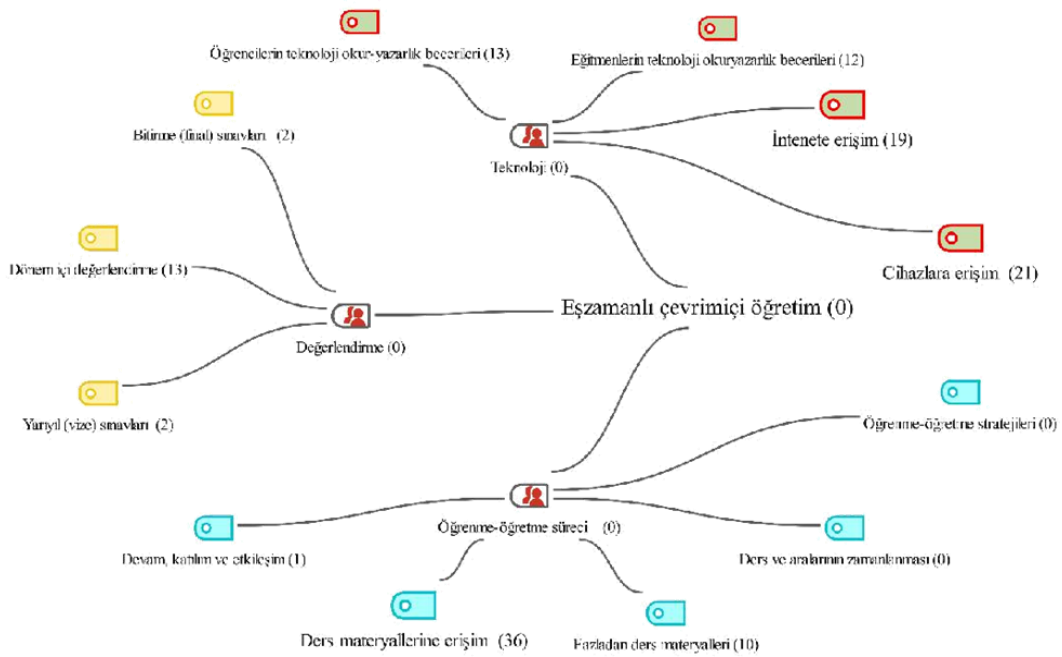 Öğrencilerin teknoloji okur-yazarlık becerileri (13)
Eğitmenlerin teknoloji okuryazarlık becerileri (12)
Bitirme (final) sınavları (2)
İntenete erişim (19)
Teknoloji (0)
Dönem içi değerlendirme (13)
Cihazlara erişim (21)
Eşzamanlı çevrimiçi öğretim (0)
Değerlendirme (0)
Yarıyıl (vize) sınavları (2)
Öğrenme-öğretme stratejileri (0)
Öğrenme-öğretme süreci (0)
Devam, katılım ve etkileşim (1)
Ders ve aralarının zamanlanması (0)
Ders materyallerine erişim (36)
Fazladan ders materyalleri (10)